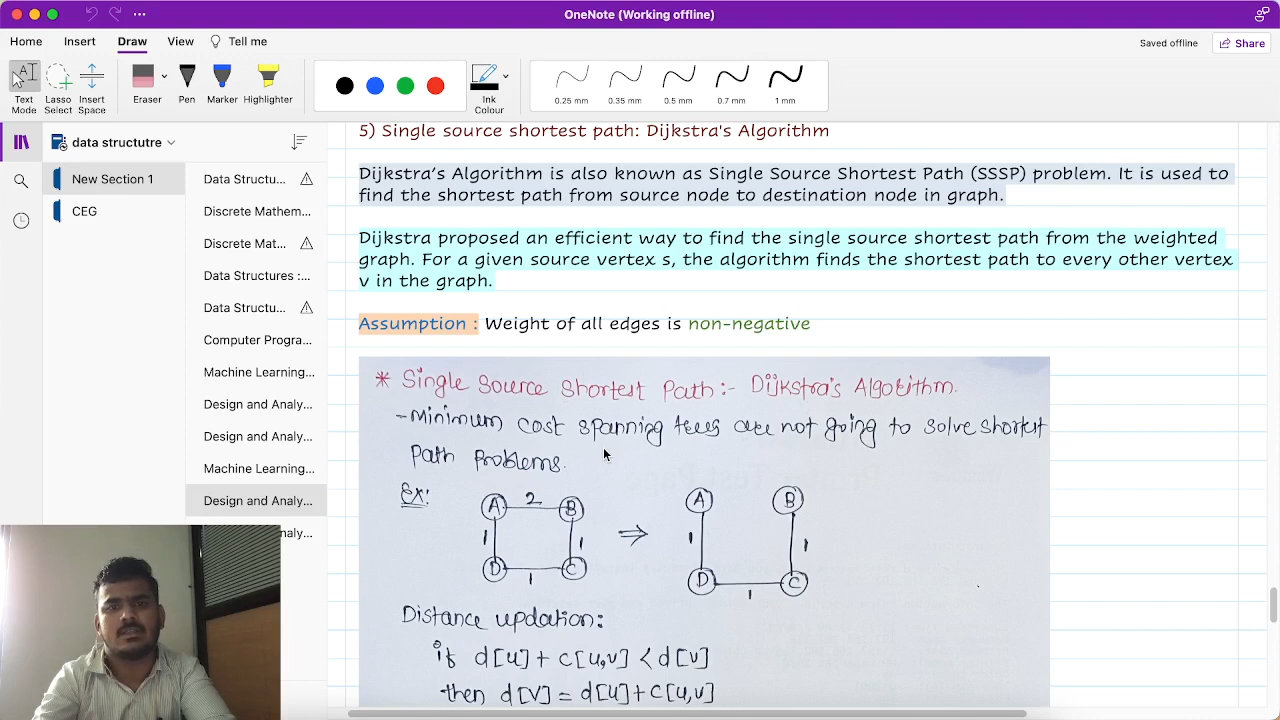 OneNote (Working offline)
Home Insert Draw View Tell me
Saved offline Share
Text Mode
Lasso Select
Insert Space
Eraser
Pen
Marker
Highlighter
Ink Colour
0.25 mm 0.35 mm 0.5 mm 0.7 mm 1 mm
data structutre
New Section 1
CEG
Data Structu...
Discrete Mathem...
Discrete Mat...
Data Structures :...
Data Structu...
Computer Progra...
Machine Learning...
Design and Analy...
Design and Analy...
Machine Learning...
Design and Analy...
naly...
5) Single source shortest path: Dijkstra's Algorithm
Dijkstra's Algorithm is also known as Single Source Shortest Path (SSSP) problem. It is used to
find the shortest path from source node to destination node in graph.
Dijkstra proposed an efficient way to find the single source shortest path from the weighted
graph. For a given source vertex s, the algorithm finds the shortest path to every other vertex
v in the graph.
Assumption : Weight of all edges is non-negative
* Single Source Shortest Path:- Dijkstra's Algorithm.
-Minimum cost spanning trees are not going to solve shortest
Path Problems.
Ex:
A 2 B
1 1
D 1 C
⇒
A B
1 1
D 1 C
Distance updation:
if d[u] + c[u,v] < d[v]
then d[v] = d[u] + c[u,v]